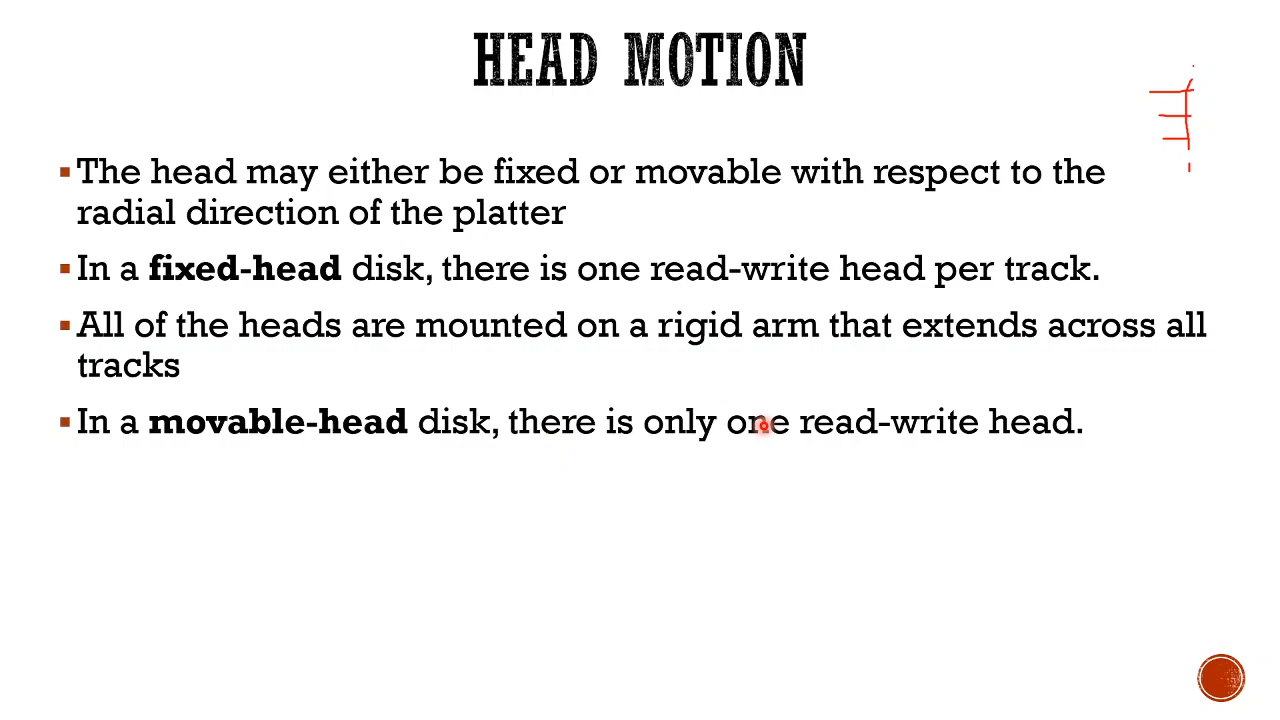 HEAD MOTION
▪The head may either be fixed or movable with respect to the
radial direction of the platter
▪In a fixed-head disk, there is one read-write head per track.
▪All of the heads are mounted on a rigid arm that extends across all
tracks
▪In a movable-head disk, there is only one read-write head.